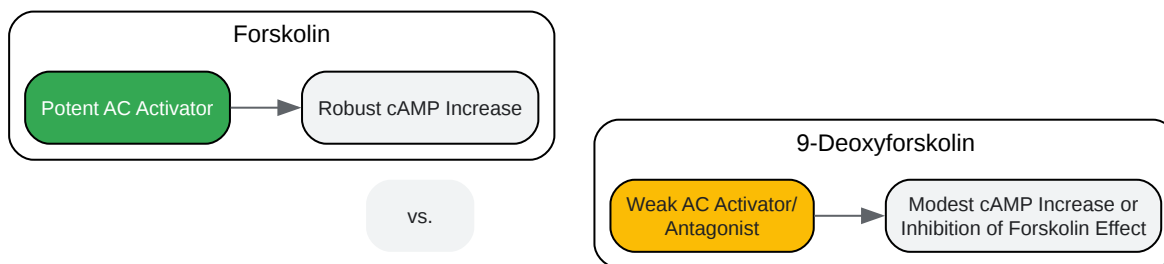 Forskolin
Potent AC Activator
Robust cAMP Increase
vs.
9-Deoxyforskolin
Weak AC Activator/
Antagonist
Modest cAMP Increase or
Inhibition of Forskolin Effect